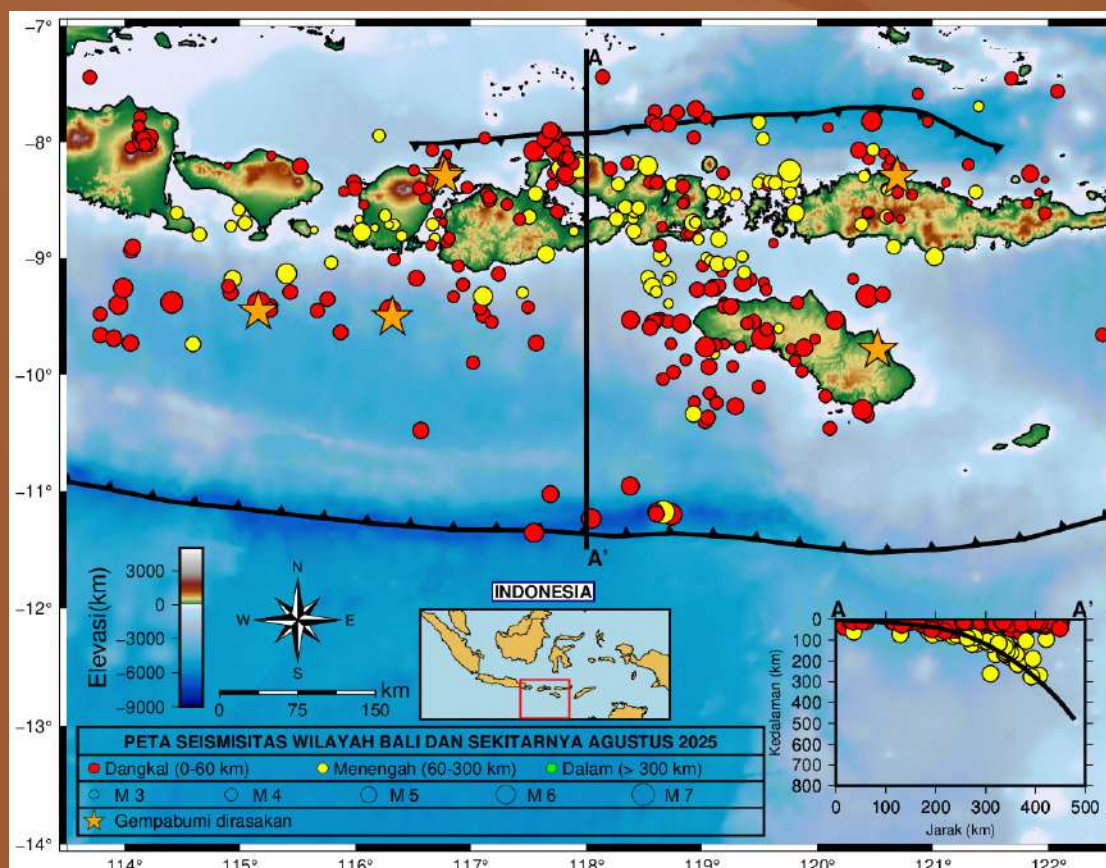 −7°
−8°
−9°
−10°
−11°
−12°
−13°
−14°
114°
115°
116°
117°
118°
119°
120°
121°
122°
A
A'
Elevasi(km)
3000
0
−3000
−6000
−9000
N
W
E
S
km
0
75
150
INDONESIA
PETA SEISMISITAS WILAYAH BALI DAN SEKITARNYA AGUSTUS 2025
Dangkal (0-60 km) Menengah (60-300 km) Dalam (> 300 km)
M 3 M 4 M 5 M 6 M 7
Gempabumi dirasakan
A
A'
Kedalaman (km)
0
100
200
300
400
500
600
700
800
0 100 200 300 400 500
Jarak (km)